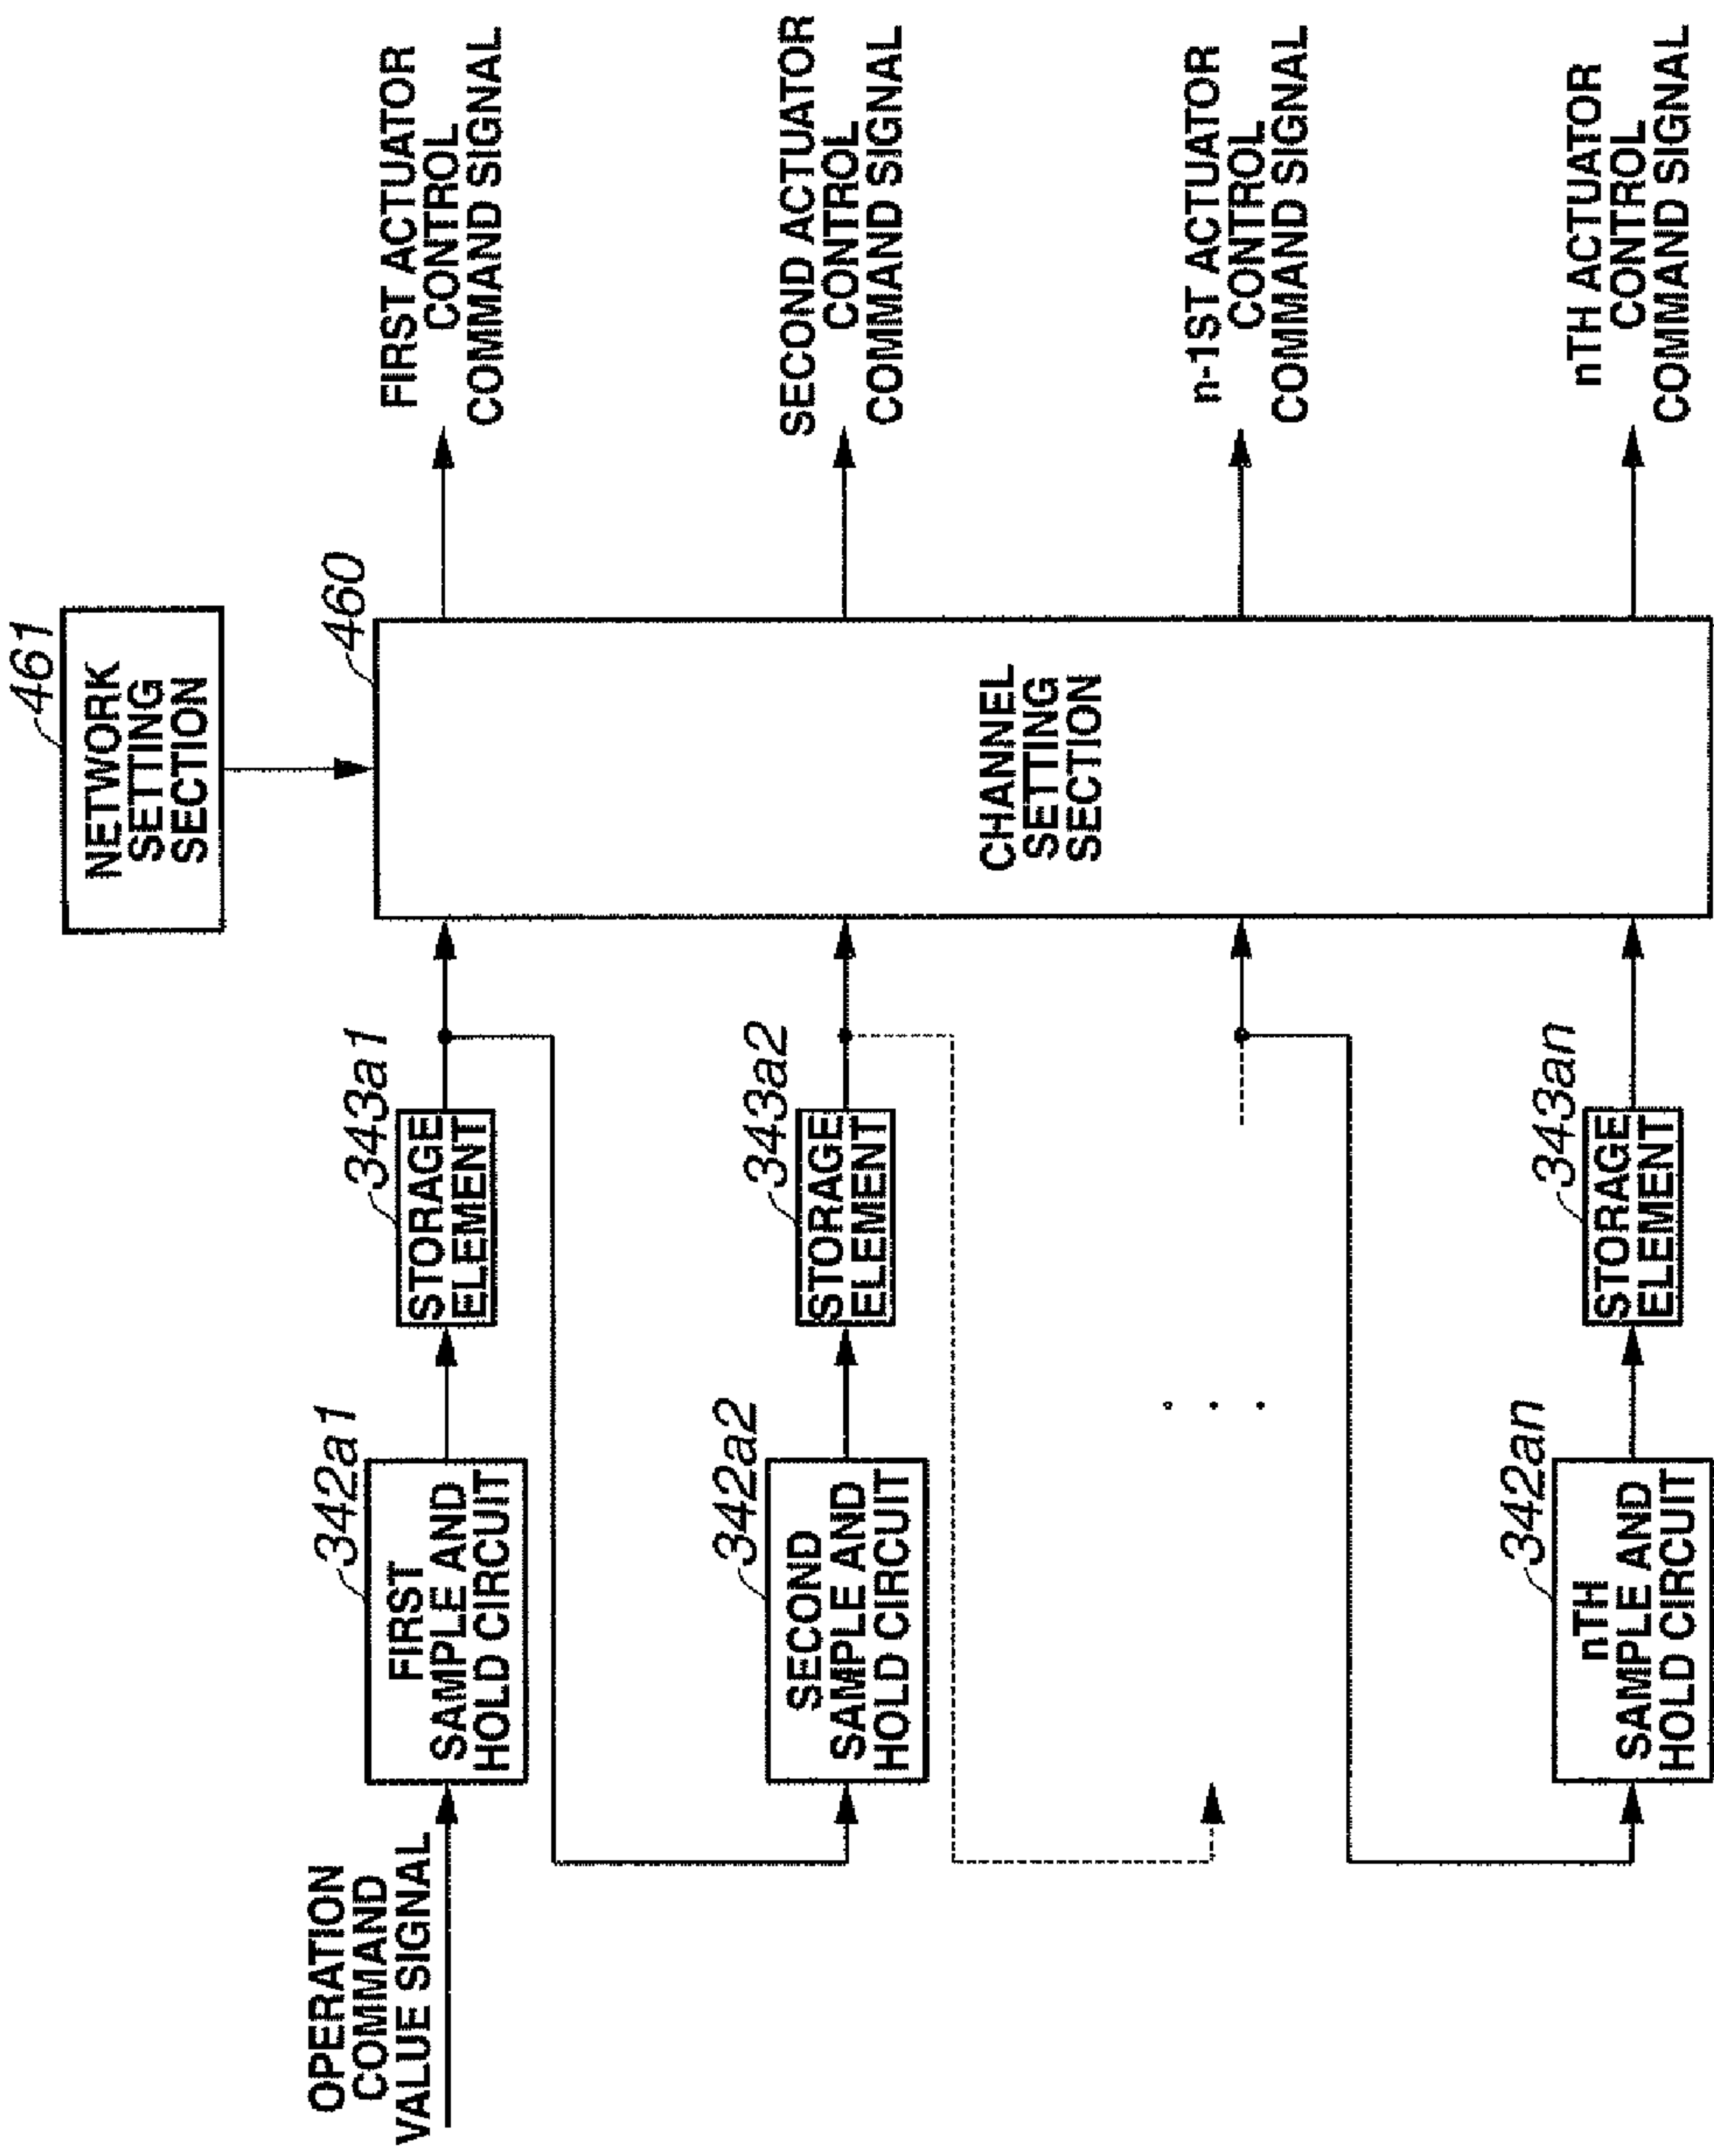 461
NETWORK
SETTING
SECTION
OPERATION
COMMAND
VALUE SIGNAL
342a1
FIRST
SAMPLE AND
HOLD CIRCUIT
343a1
STORAGE
ELEMENT
460
CHANNEL
SETTING
SECTION
FIRST ACTUATOR
CONTROL
COMMAND SIGNAL
342a2
SECOND
SAMPLE AND
HOLD CIRCUIT
343a2
STORAGE
ELEMENT
SECOND ACTUATOR
CONTROL
COMMAND SIGNAL
n-1ST ACTUATOR
CONTROL
COMMAND SIGNAL
342an
nTH
SAMPLE AND
HOLD CIRCUIT
343an
STORAGE
ELEMENT
nTH ACTUATOR
CONTROL
COMMAND SIGNAL